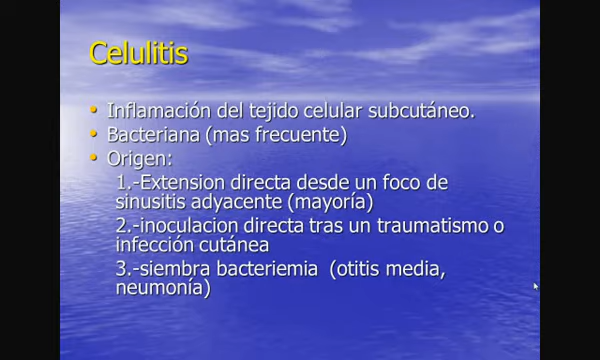 Celulitis
• Inflamación del tejido celular subcutáneo.
• Bacteriana (mas frecuente)
• Origen:
1.-Extension directa desde un foco de
sinusitis adyacente (mayoría)
2.-inoculacion directa tras un traumatismo o
infección cutánea
3.-siembra bacteriemia (otitis media,
neumonía)